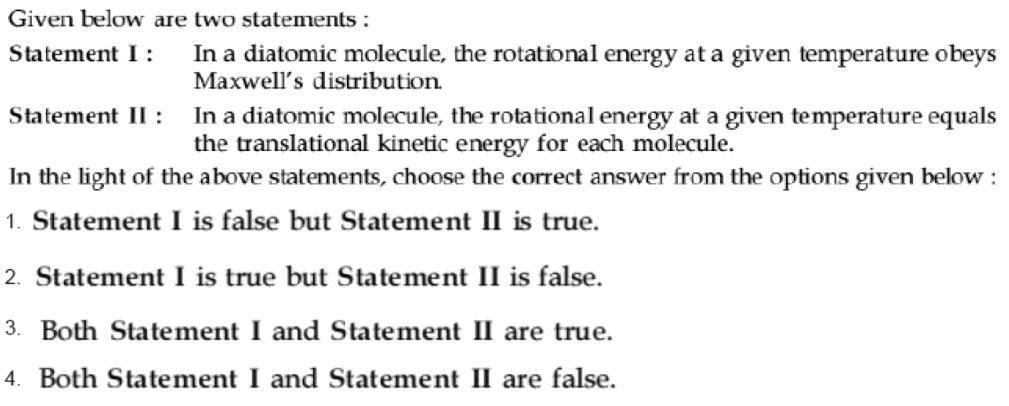 Given below are two statements :
Statement I : In a diatomic molecule, the rotational energy at a given temperature obeys
Maxwell's distribution.
Statement II : In a diatomic molecule, the rotational energy at a given temperature equals
the translational kinetic energy for each molecule.
In the light of the above statements, choose the correct answer from the options given below :
1. Statement I is false but Statement II is true.
2. Statement I is true but Statement II is false.
3. Both Statement I and Statement II are true.
4. Both Statement I and Statement II are false.